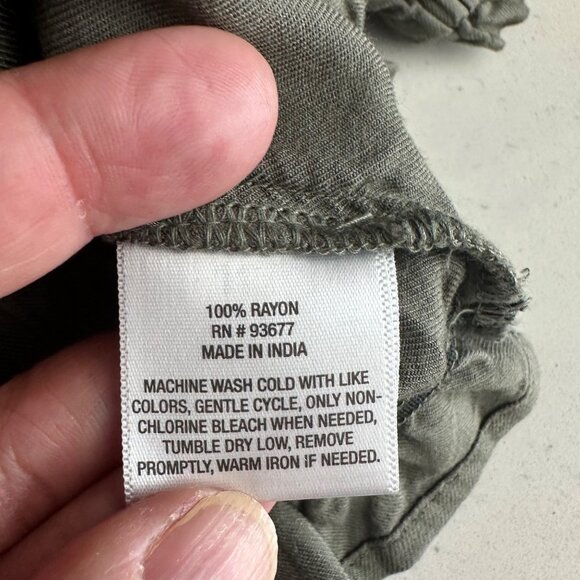 100% RAYON
RN # 93677
MADE IN INDIA
MACHINE WASH COLD WITH LIKE
COLORS, GENTLE CYCLE, ONLY NON-
CHLORINE BLEACH WHEN NEEDED,
TUMBLE DRY LOW, REMOVE
PROMPTLY, WARM IRON IF NEEDED.